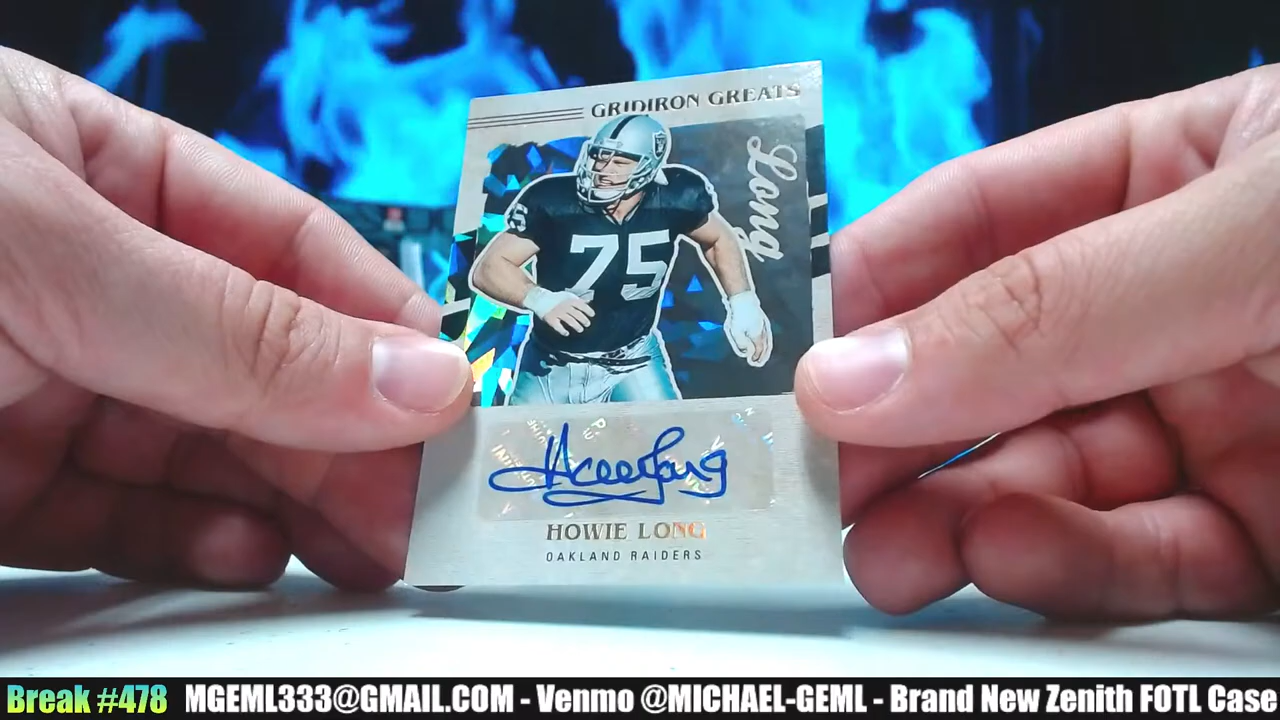 GRIDIRON GREATS
Long
75
HOWIE LONG
OAKLAND RAIDERS
Break #478 MGEML333@GMAIL.COM - Venmo @MICHAEL-GEML - Brand New Zenith FOTL Case